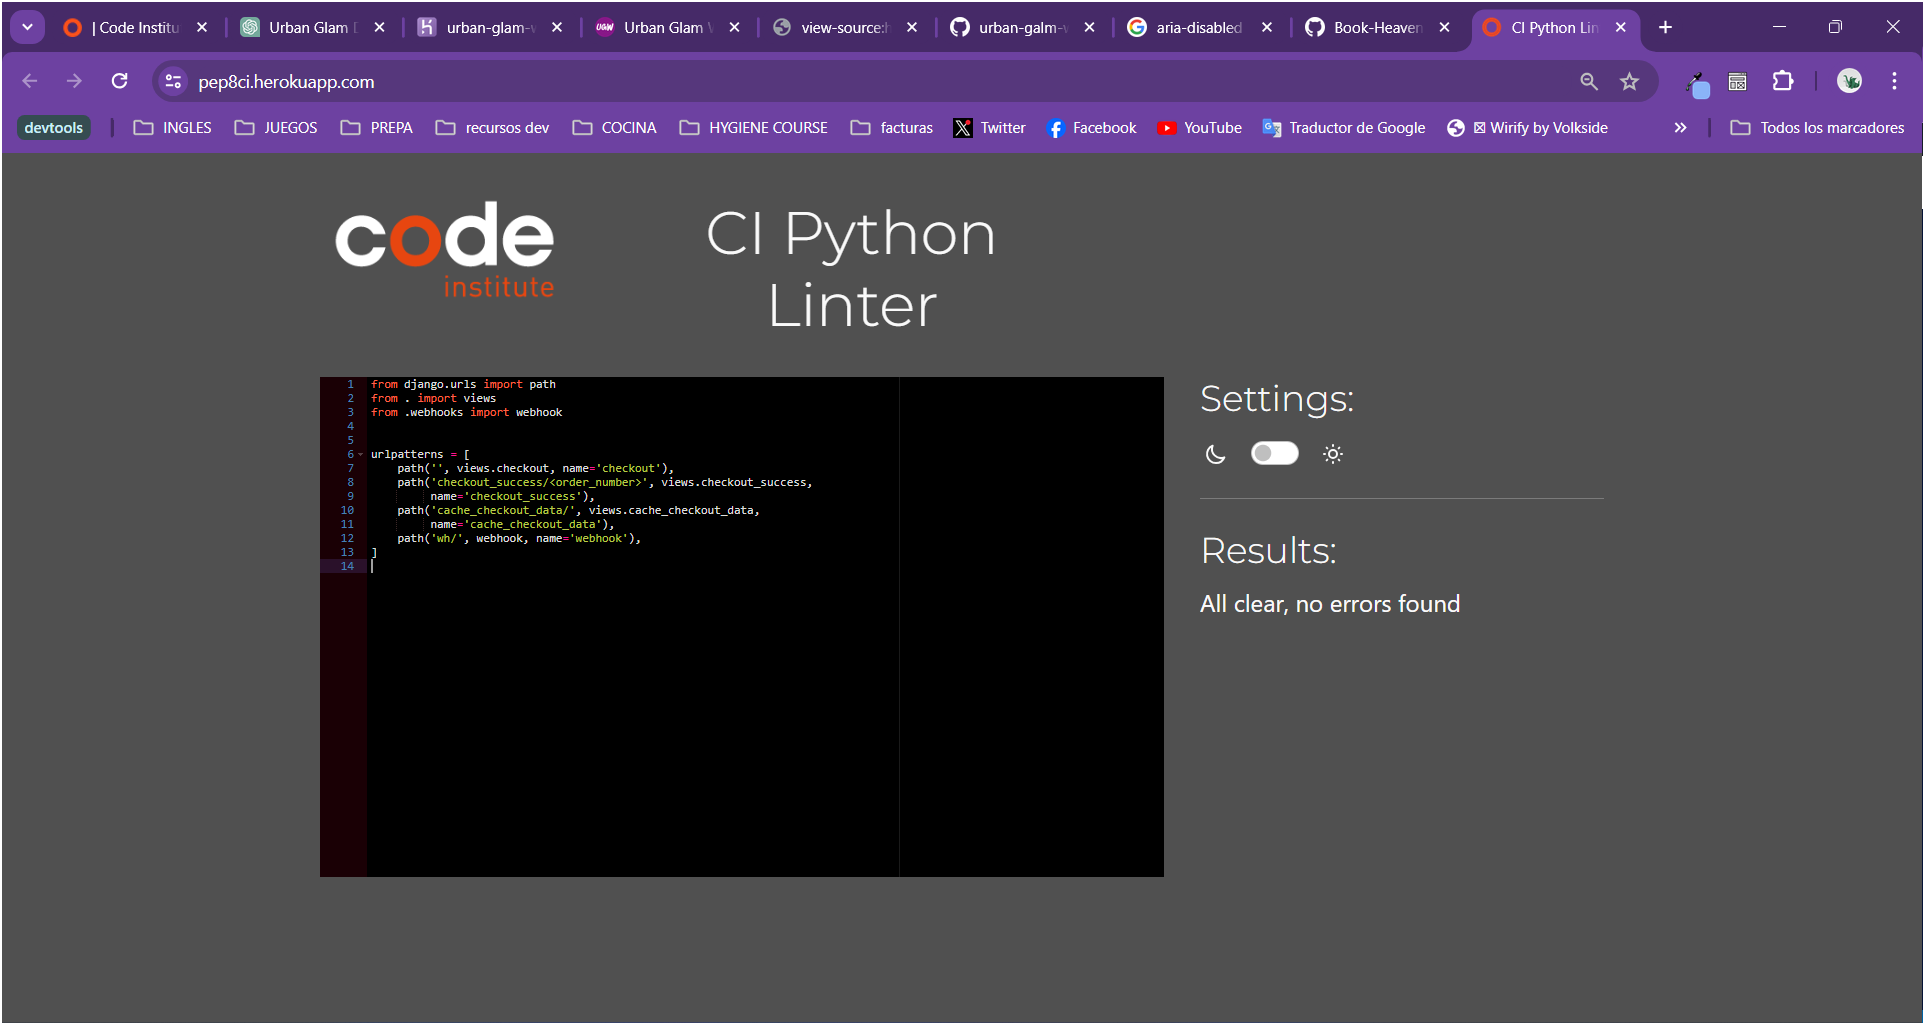 | Code Institu
Urban Glam
urban-glam-w
Urban Glam
view-source:h
urban-galm-w
aria-disabled
Book-Heaven
CI Python Lin
pep8ci.herokuapp.com
devtools
INGLES
JUEGOS
PREPA
recursos dev
COCINA
HYGIENE COURSE
facturas
Twitter
Facebook
YouTube
Traductor de Google
Wirify by Volkside
Todos los marcadores
code
institute
CI Python
Linter
1 from django.urls import path
2 from . import views
3 from .webhooks import webhook
4
5
6 urlpatterns = [
7 path('', views.checkout, name='checkout'),
8 path('checkout_success/<order_number>', views.checkout_success,
9 name='checkout_success'),
10 path('cache_checkout_data/', views.cache_checkout_data,
11 name='cache_checkout_data'),
12 path('wh/', webhook, name='webhook'),
13 ]
14
Settings:
Results:
All clear, no errors found